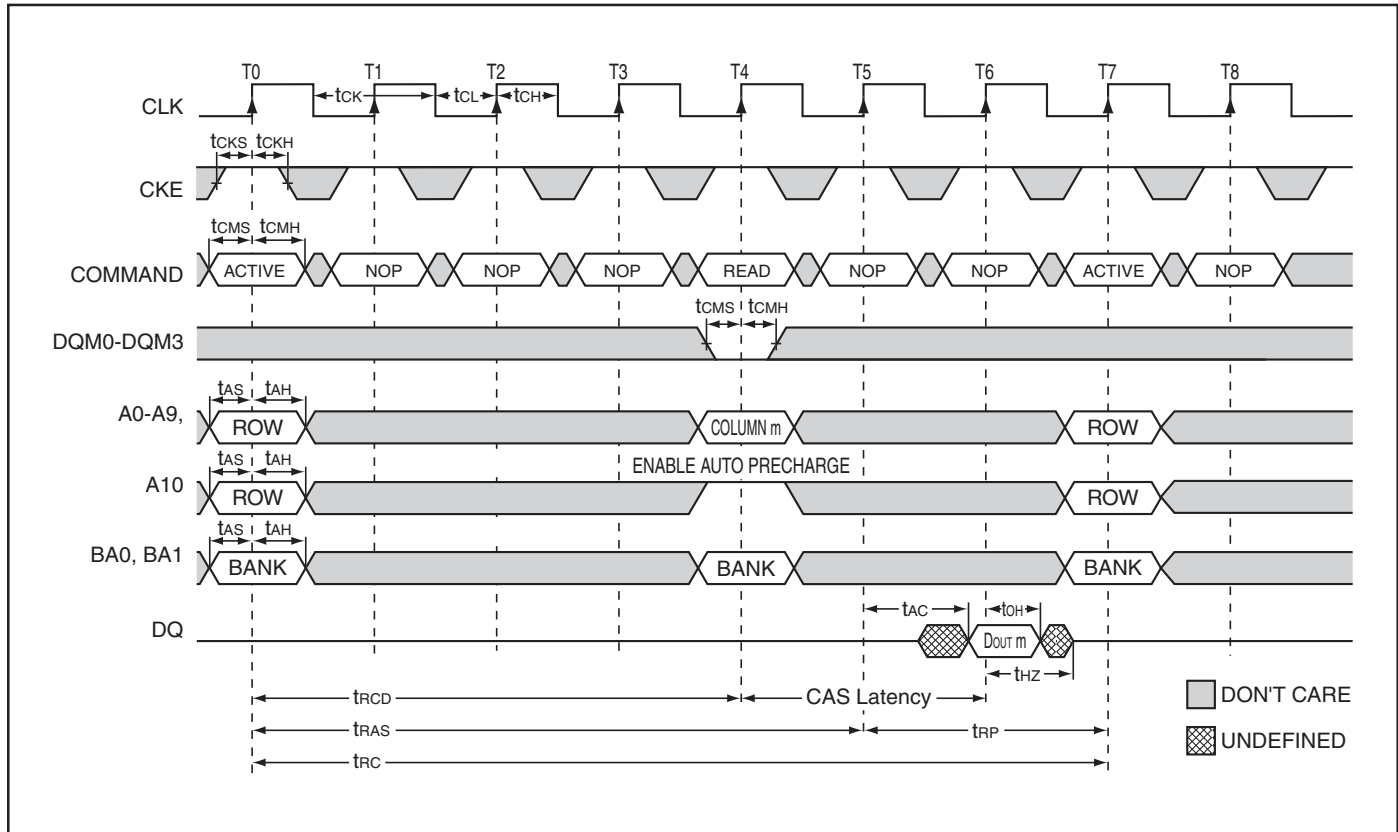 T0 T1 T2 T3 T4 T5 T6 T7 T8
CLK tCK tCL tCH
tCKS tCKH
CKE
tCMS tCMH
COMMAND ACTIVE NOP NOP NOP READ NOP NOP ACTIVE NOP
tCMS tCMH
DQM0-DQM3
tAS tAH
A0-A9, ROW COLUMN m ROW
tAS tAH ENABLE AUTO PRECHARGE
A10 ROW ROW
tAS tAH
BA0, BA1 BANK BANK BANK
tAC tOH
DQ DOUT m
tHZ
tRCD CAS Latency
DON'T CARE
tRAS tRP
UNDEFINED
tRC